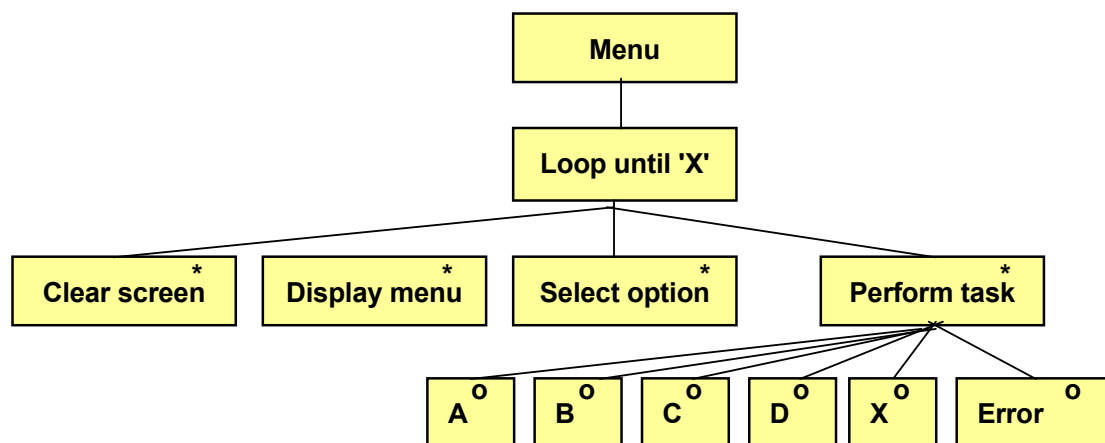 Menu
Loop until 'X'
Clear screen *
Display menu *
Select option *
Perform task *
A o
B o
C o
D o
X o
Error o